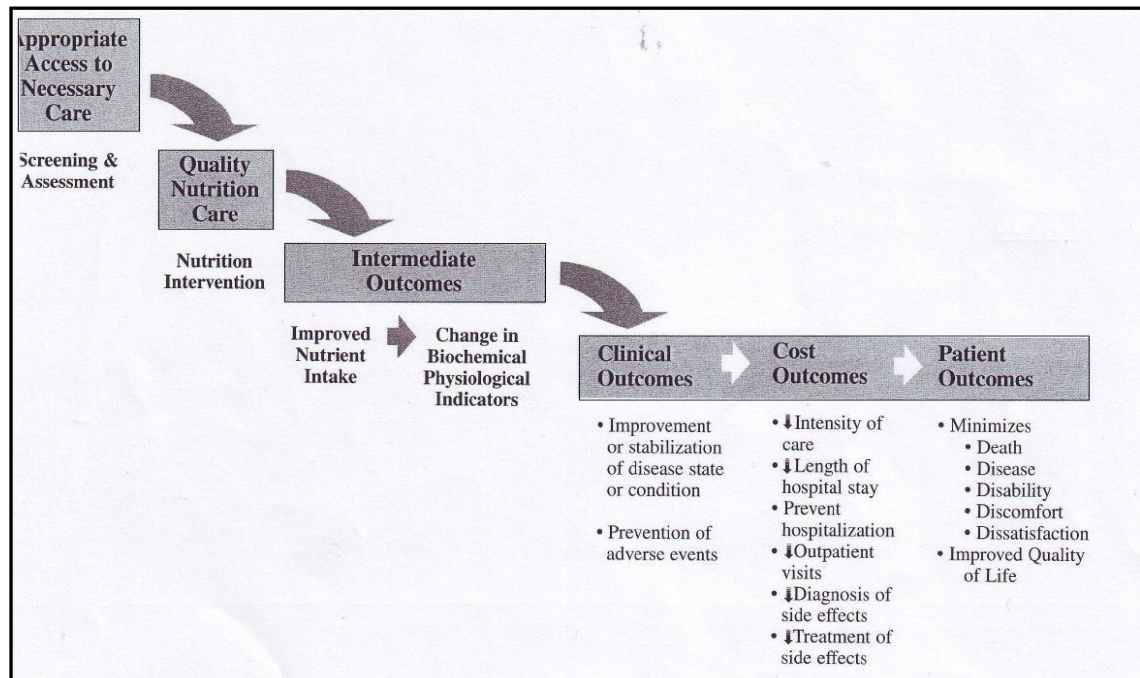 Appropriate
Access to
Necessary
Care
Screening &
Assessment
Quality
Nutrition
Care
Nutrition
Intervention
Intermediate
Outcomes
Improved
Nutrient
Intake
Change in
Biochemical
Physiological
Indicators
Clinical
Outcomes
Cost
Outcomes
Patient
Outcomes
• Improvement
or stabilization
of disease state
or condition
• Prevention of
adverse events
• ⬇Intensity of
care
• ⬇Length of
hospital stay
• Prevent
hospitalization
• ⬇Outpatient
visits
• ⬇Diagnosis of
side effects
• ⬇Treatment of
side effects
• Minimizes
• Death
• Disease
• Disability
• Discomfort
• Dissatisfaction
• Improved Quality
of Life